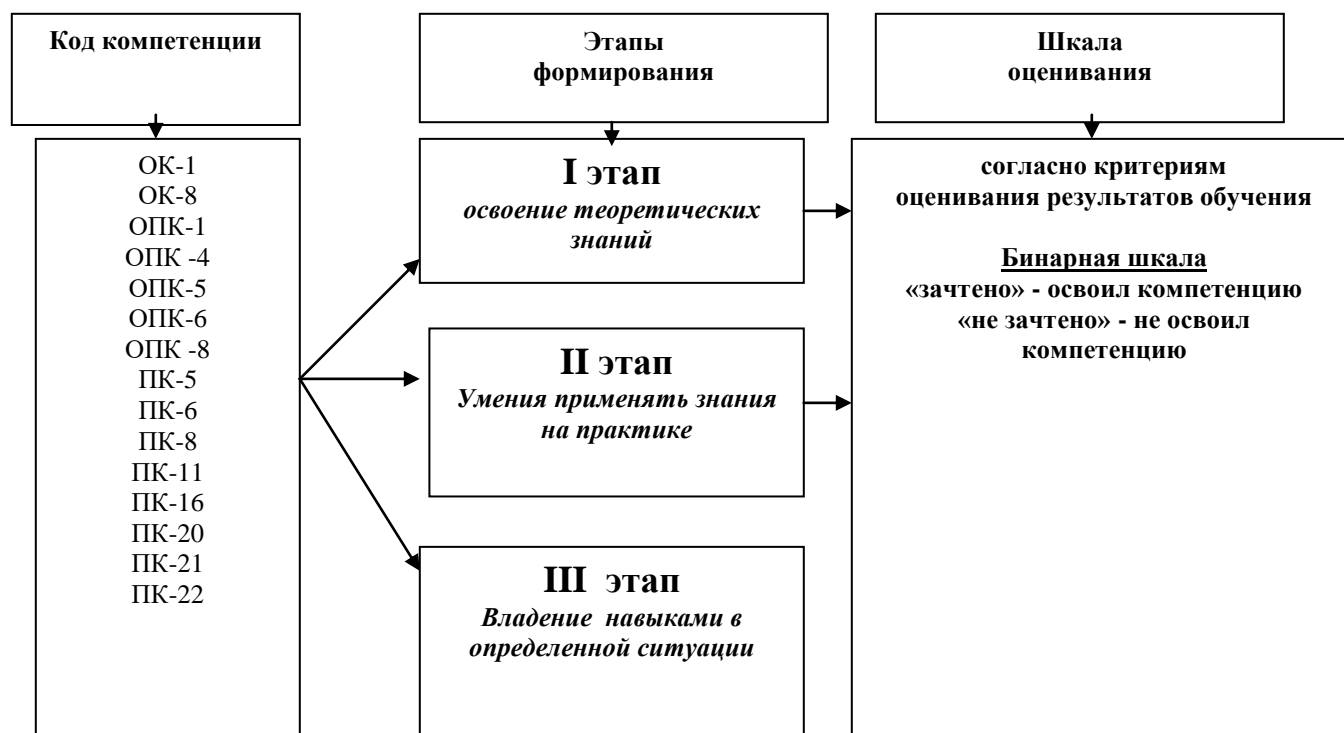 Код компетенции
Этапы
формирования
Шкала
оценивания
ОК-1
ОК-8
ОПК-1
ОПК -4
ОПК-5
ОПК-6
ОПК -8
ПК-5
ПК-6
ПК-8
ПК-11
ПК-16
ПК-20
ПК-21
ПК-22
I этап
освоение теоретических
знаний
II этап
Умения применять знания
на практике
III этап
Владение навыками в
определенной ситуации
согласно критериям
оценивания результатов обучения
Бинарная шкала
«зачтено» - освоил компетенцию
«не зачтено» - не освоил
компетенцию